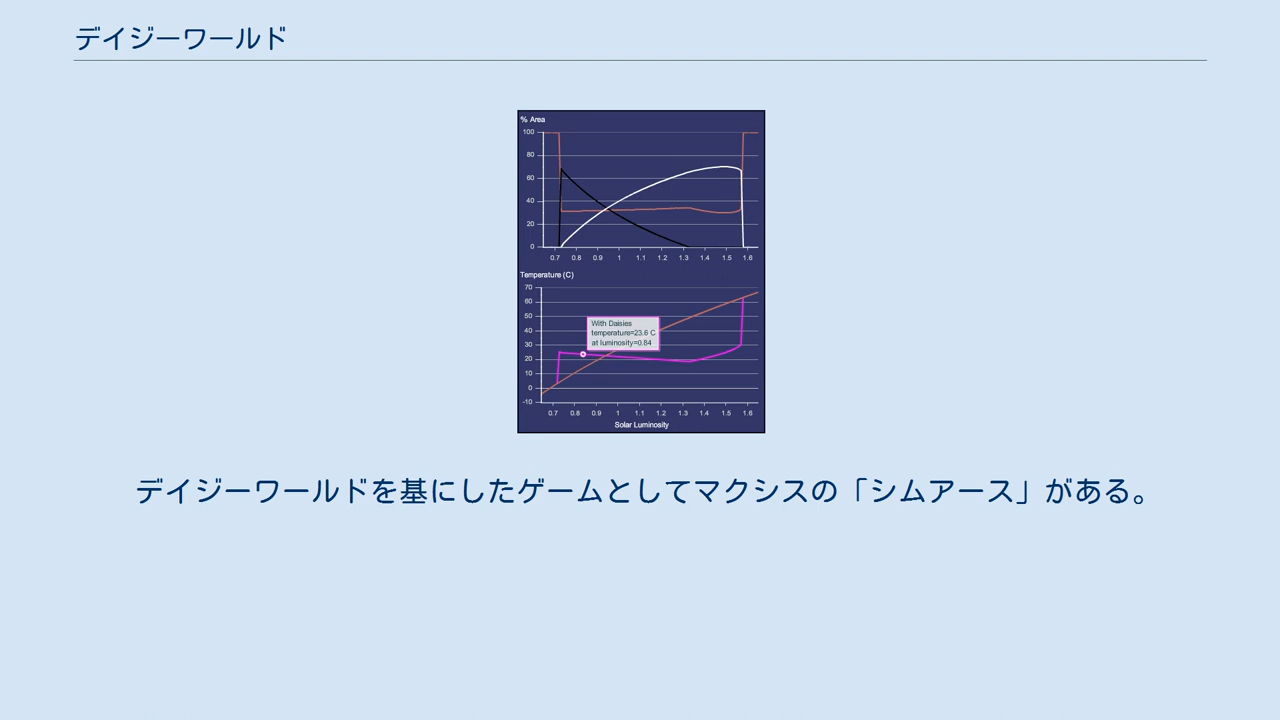 デイジーワールド
% Area
100
80
60
40
20
0
0.7 0.8 0.9 1 1.1 1.2 1.3 1.4 1.5 1.6
Temperature (C)
70
60
50
40
30
20
10
0
-10
With Daisies
temperature=23.6 C
at luminosity=0.84
0.7 0.8 0.9 1 1.1 1.2 1.3 1.4 1.5 1.6
Solar Luminosity
デイジーワールドを基にしたゲームとしてマクシスの「シムアース」がある。